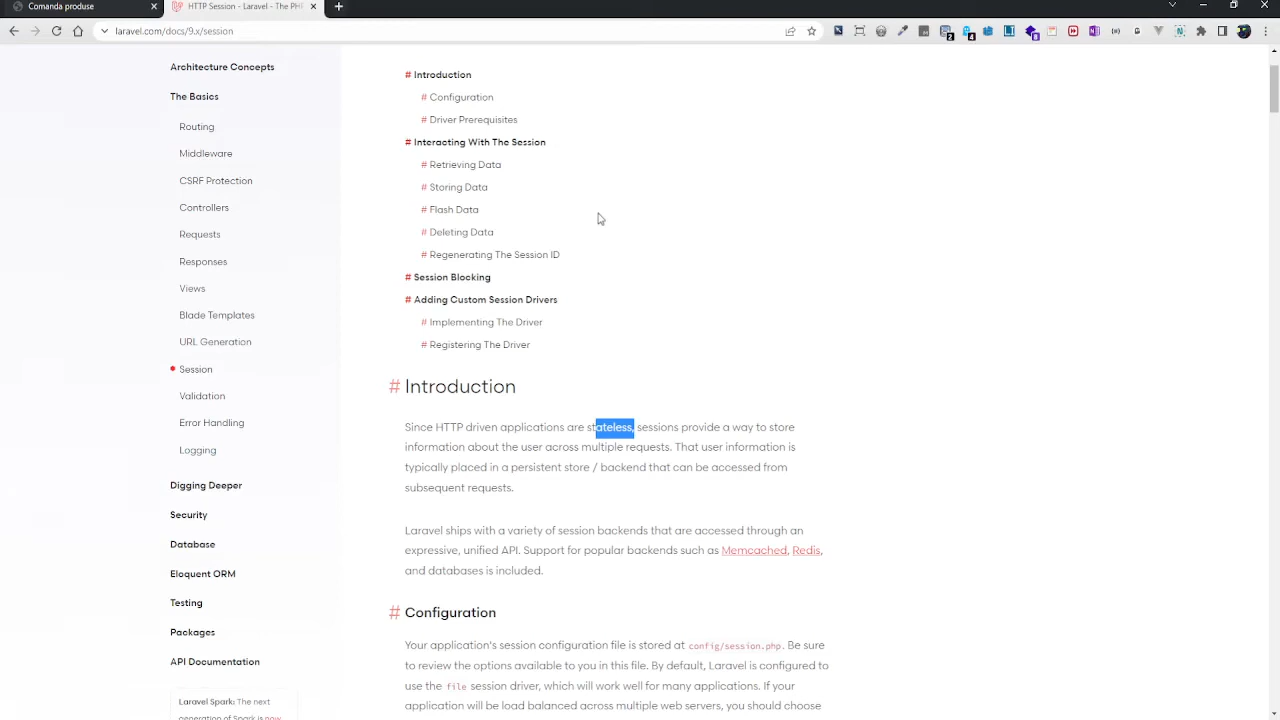 Comanda produse
HTTP Session - Laravel - The PHP
laravel.com/docs/9.x/session
Architecture Concepts
The Basics
Routing
Middleware
CSRF Protection
Controllers
Requests
Responses
Views
Blade Templates
URL Generation
Session
Validation
Error Handling
Logging
Digging Deeper
Security
Database
Eloquent ORM
Testing
Packages
API Documentation
Laravel Spark: The next
generation of Spark is now
# Introduction
# Configuration
# Driver Prerequisites
# Interacting With The Session
# Retrieving Data
# Storing Data
# Flash Data
# Deleting Data
# Regenerating The Session ID
# Session Blocking
# Adding Custom Session Drivers
# Implementing The Driver
# Registering The Driver
# Introduction
Since HTTP driven applications are stateless, sessions provide a way to store
information about the user across multiple requests. That user information is
typically placed in a persistent store / backend that can be accessed from
subsequent requests.
Laravel ships with a variety of session backends that are accessed through an
expressive, unified API. Support for popular backends such as Memcached, Redis,
and databases is included.
# Configuration
Your application's session configuration file is stored at config/session.php. Be sure
to review the options available to you in this file. By default, Laravel is configured to
use the file session driver, which will work well for many applications. If your
application will be load balanced across multiple web servers, you should choose